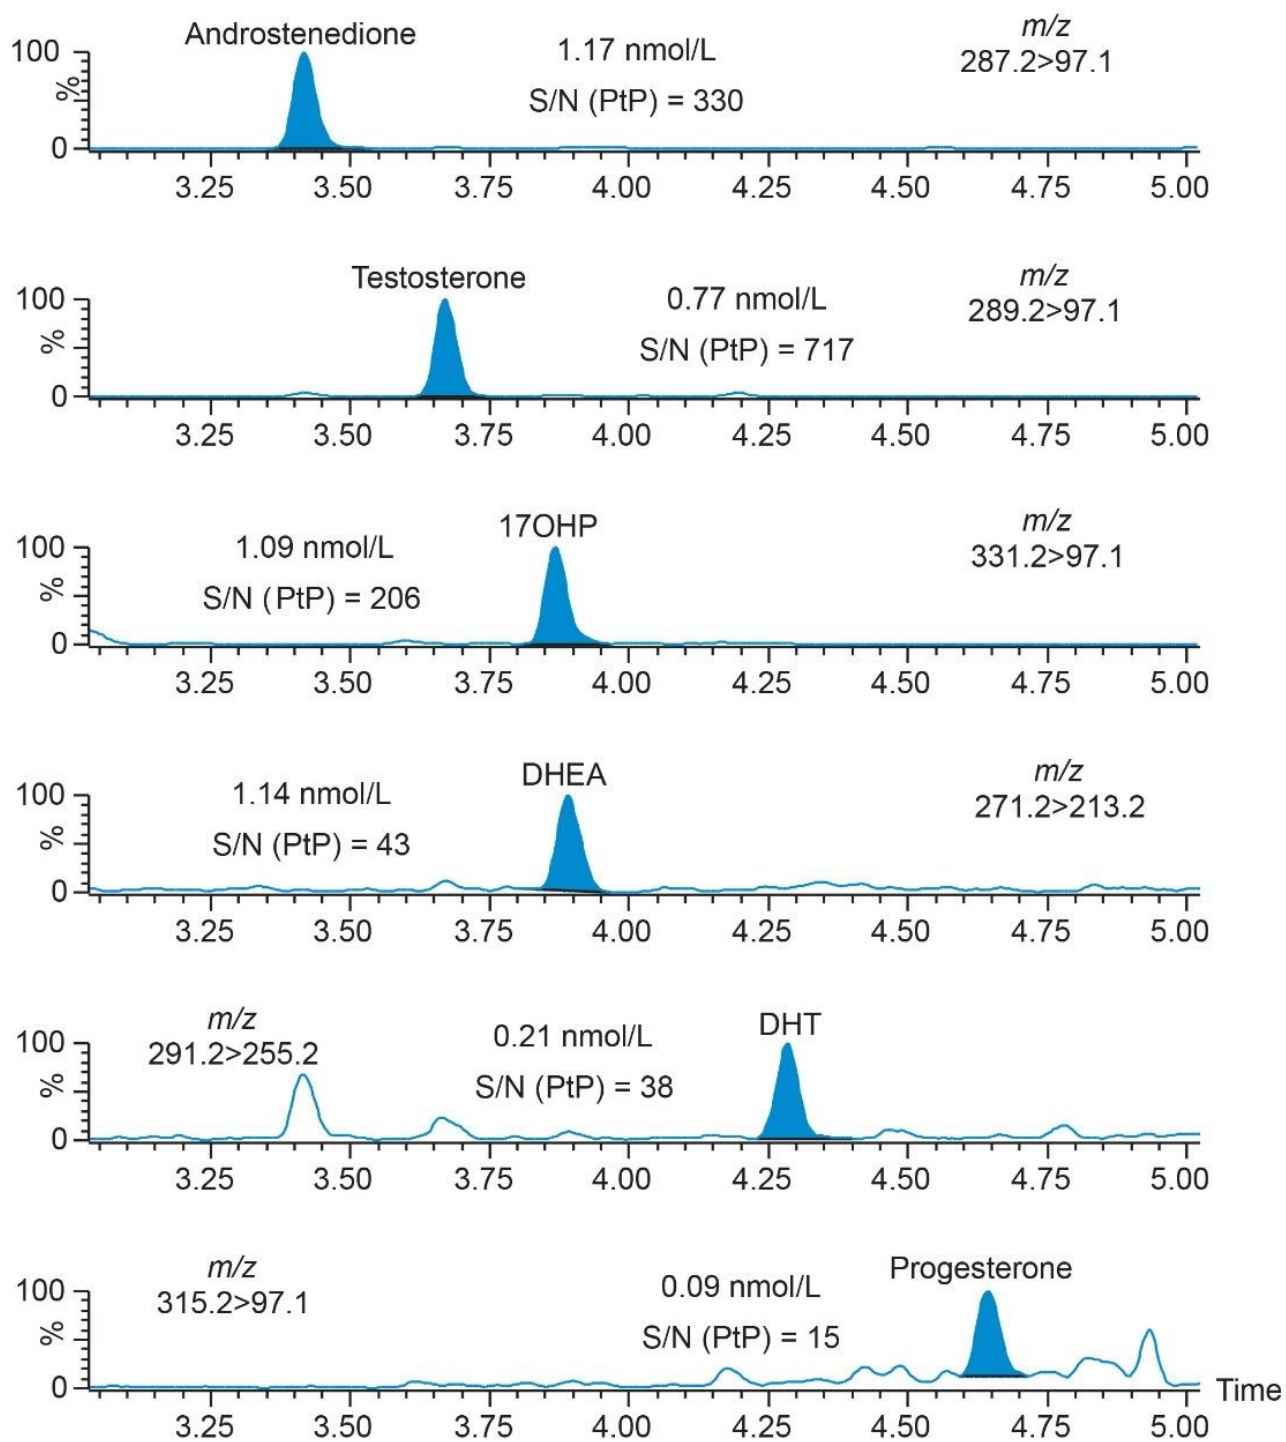 Androstenedione
1.17 nmol/L
S/N (PtP) = 330
m/z
287.2>97.1
100
%
0
3.25 3.50 3.75 4.00 4.25 4.50 4.75 5.00
Testosterone
0.77 nmol/L
S/N (PtP) = 717
m/z
289.2>97.1
100
%
0
3.25 3.50 3.75 4.00 4.25 4.50 4.75 5.00
17OHP
1.09 nmol/L
S/N (PtP) = 206
m/z
331.2>97.1
100
%
0
3.25 3.50 3.75 4.00 4.25 4.50 4.75 5.00
DHEA
1.14 nmol/L
S/N (PtP) = 43
m/z
271.2>213.2
100
%
0
3.25 3.50 3.75 4.00 4.25 4.50 4.75 5.00
m/z
291.2>255.2
0.21 nmol/L
S/N (PtP) = 38
DHT
100
%
0
3.25 3.50 3.75 4.00 4.25 4.50 4.75 5.00
m/z
315.2>97.1
0.09 nmol/L
S/N (PtP) = 15
Progesterone
100
%
0
Time
3.25 3.50 3.75 4.00 4.25 4.50 4.75 5.00